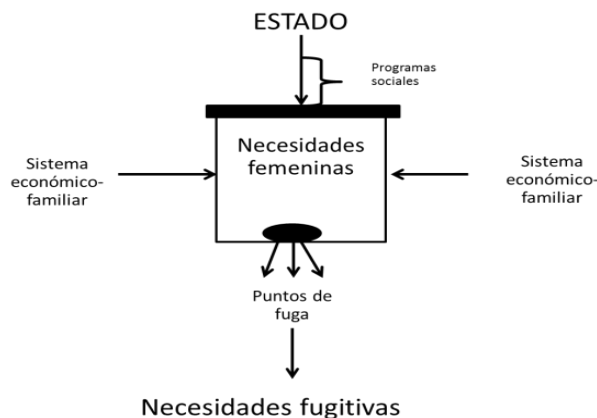 ESTADO
Programas
sociales
Necesidades
femeninas
Sistema
económico-
familiar
Sistema
económico-
familiar
Puntos de
fuga
Necesidades fugitivas